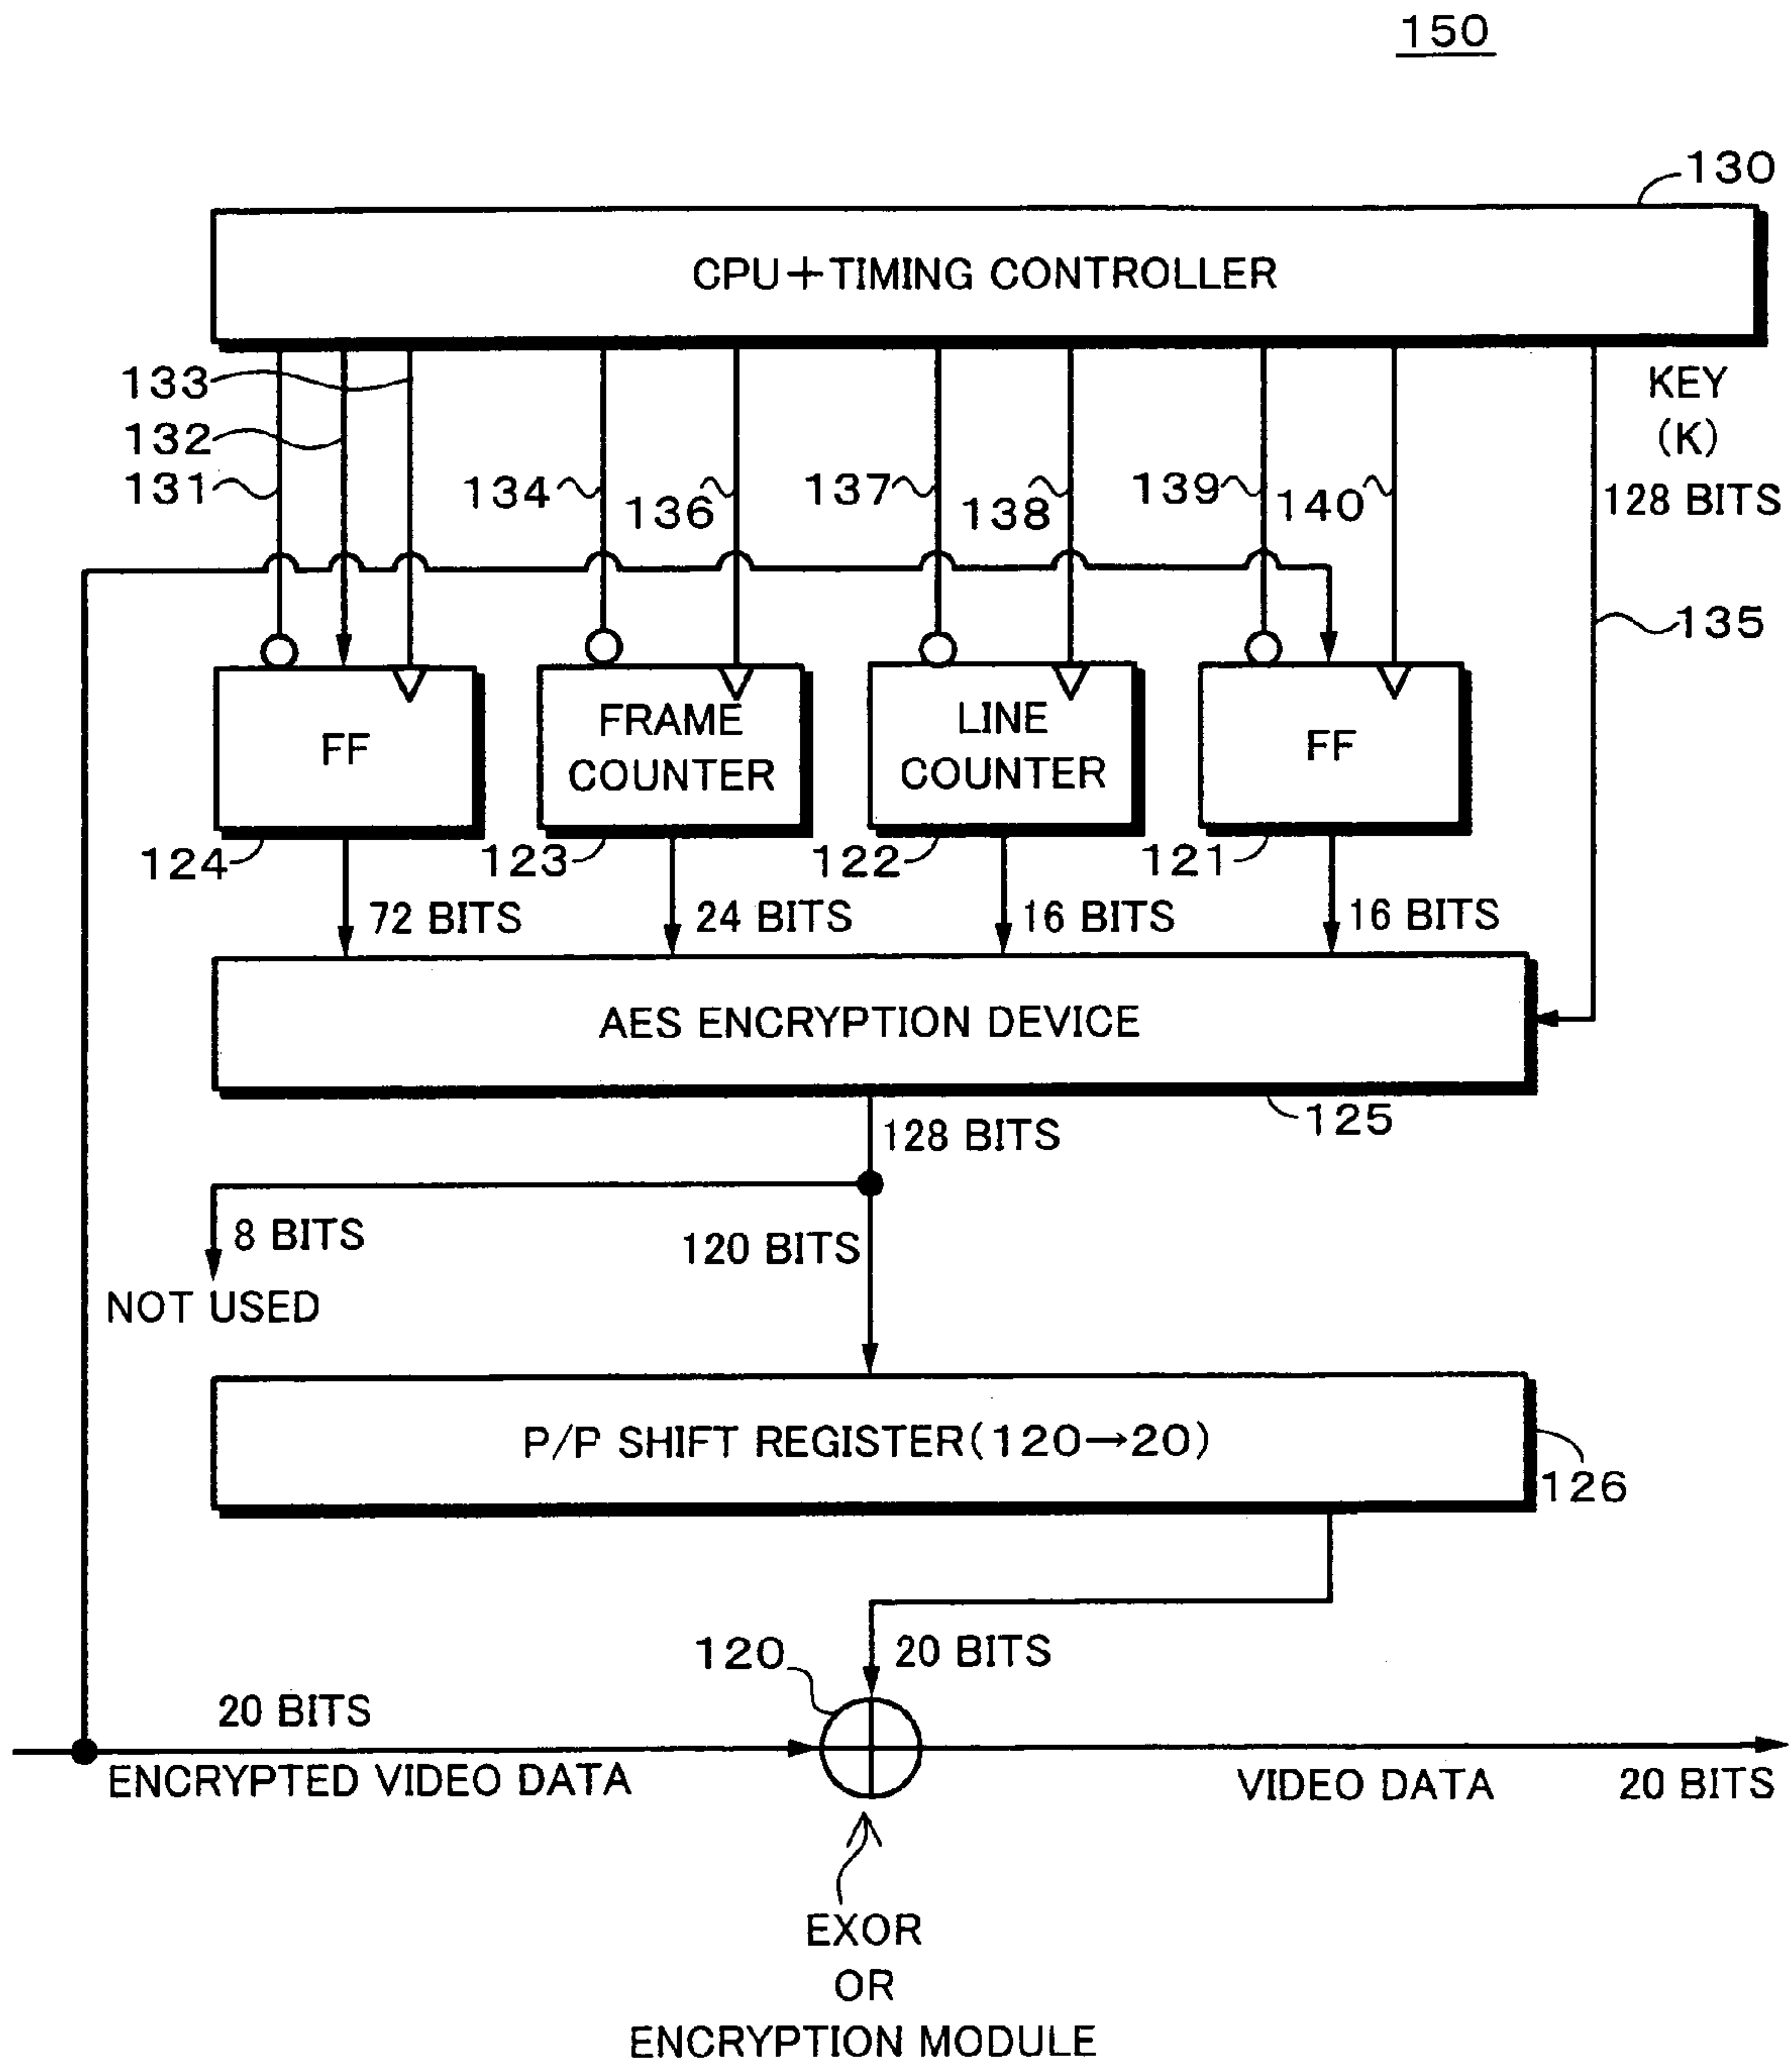 150
130
CPU+TIMING CONTROLLER
133
132
131
134
136
137
138
139
140
KEY
(K)
128 BITS
135
FF
FRAME
COUNTER
LINE
COUNTER
FF
124
123
122
121
72 BITS
24 BITS
16 BITS
16 BITS
AES ENCRYPTION DEVICE
125
128 BITS
8 BITS
120 BITS
NOT USED
P/P SHIFT REGISTER(120→20)
126
120
20 BITS
20 BITS
ENCRYPTED VIDEO DATA
VIDEO DATA
20 BITS
EXOR
OR
ENCRYPTION MODULE